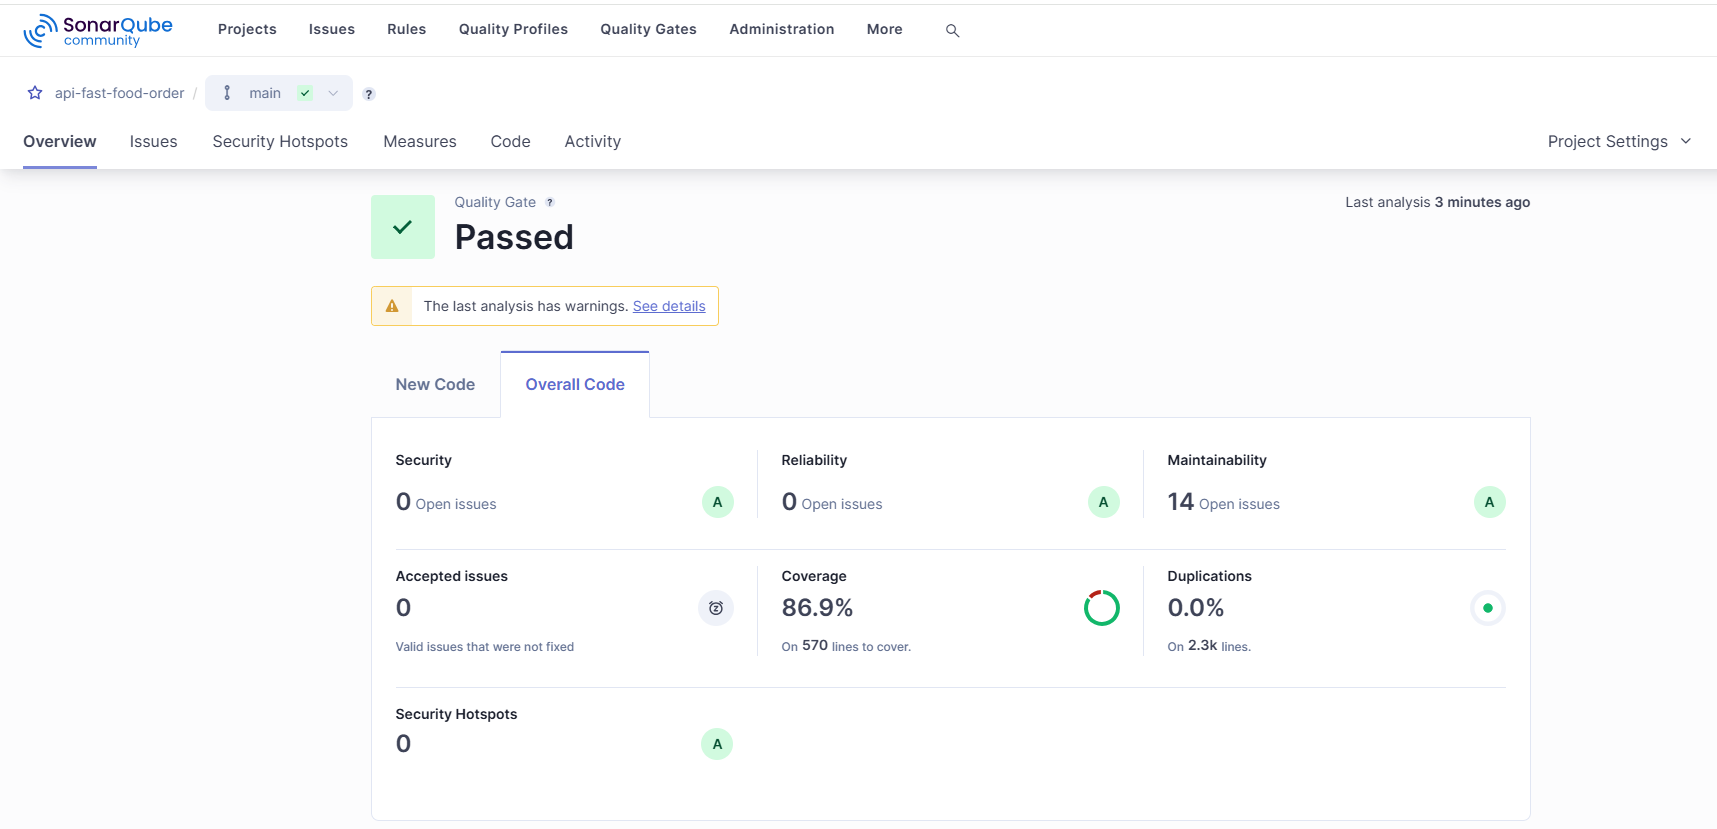 SonarQube community
Projects Issues Rules Quality Profiles Quality Gates Administration More
api-fast-food-order / main ?
Overview Issues Security Hotspots Measures Code Activity Project Settings
Quality Gate ?
Last analysis 3 minutes ago
Passed
The last analysis has warnings. See details
New Code Overall Code
Security Reliability Maintainability
0 Open issues A 0 Open issues A 14 Open issues A
Accepted issues Coverage Duplications
0 86.9% 0.0%
Valid issues that were not fixed On 570 lines to cover. On 2.3k lines.
Security Hotspots
0 A